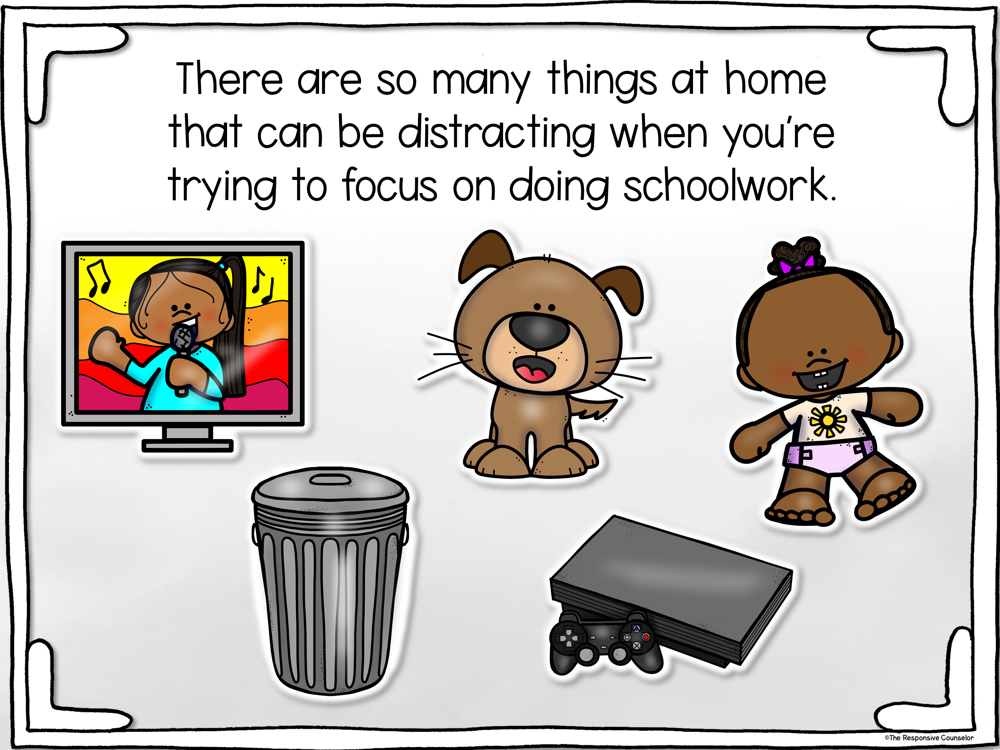 There are so many things at home
that can be distracting when you're
trying to focus on doing schoolwork.
©The Responsive Counselor